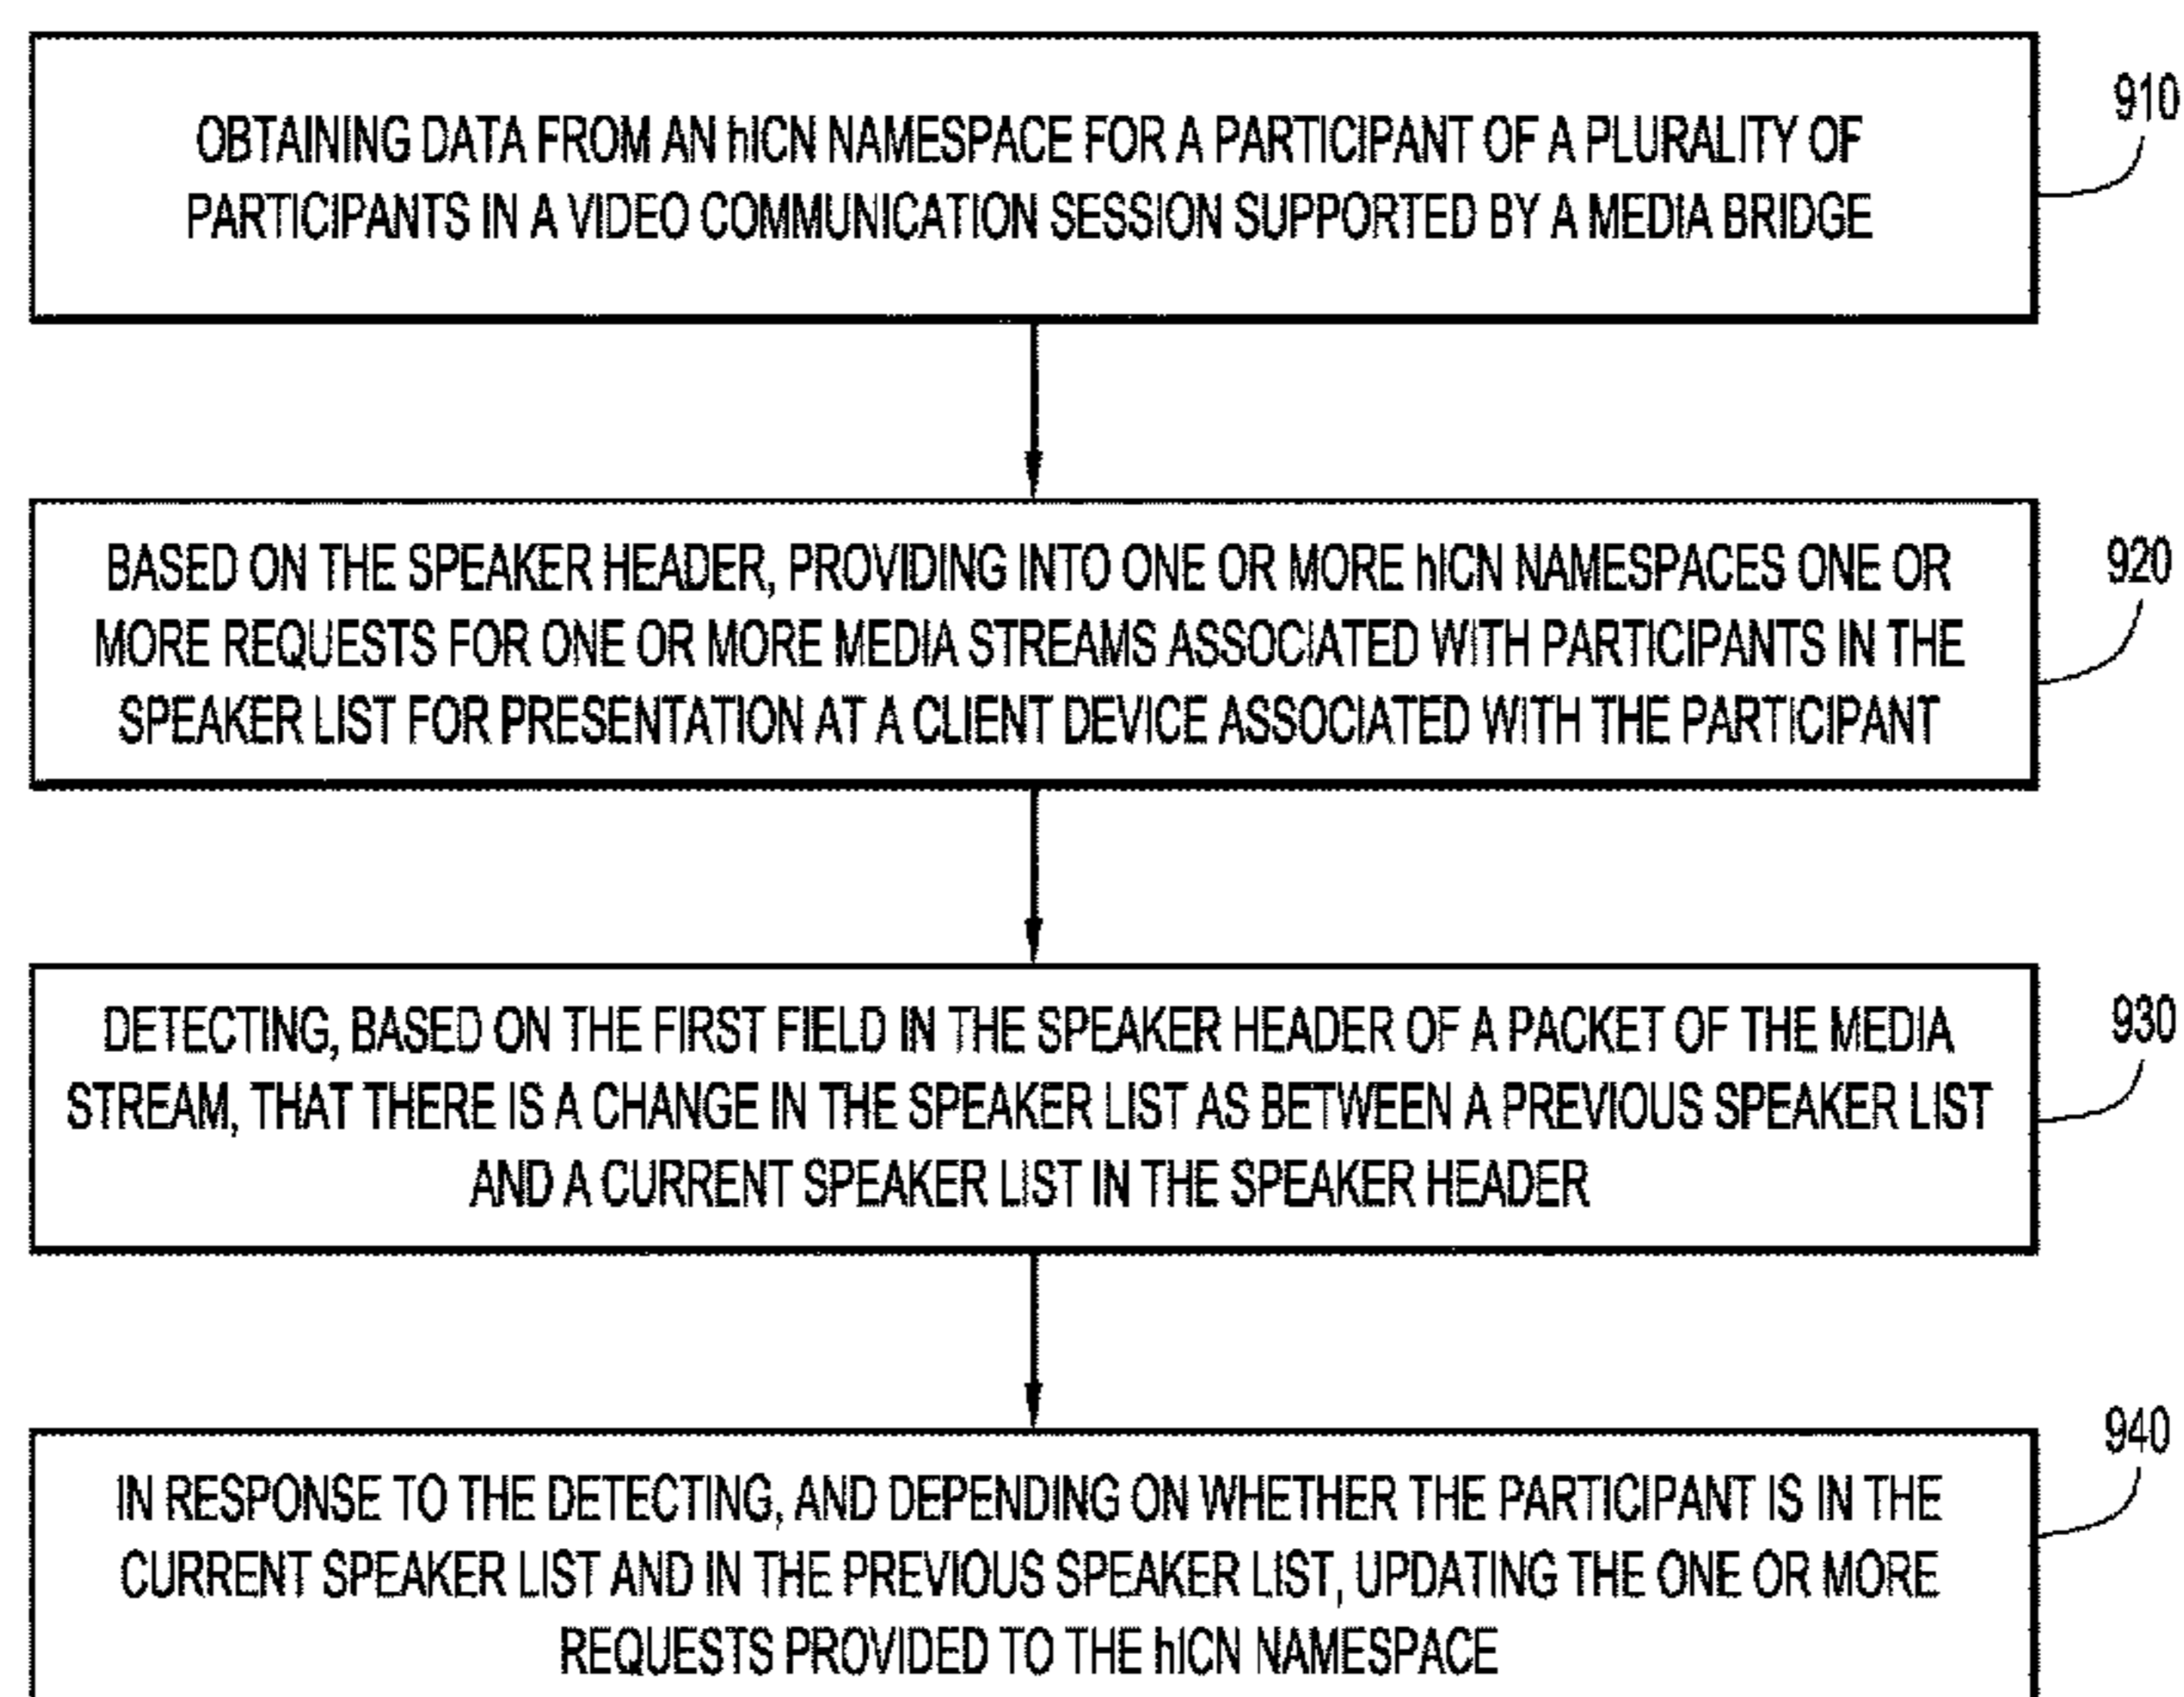 OBTAINING DATA FROM AN hICN NAMESPACE FOR A PARTICIPANT OF A PLURALITY OF
PARTICIPANTS IN A VIDEO COMMUNICATION SESSION SUPPORTED BY A MEDIA BRIDGE
910
BASED ON THE SPEAKER HEADER, PROVIDING INTO ONE OR MORE hICN NAMESPACES ONE OR
MORE REQUESTS FOR ONE OR MORE MEDIA STREAMS ASSOCIATED WITH PARTICIPANTS IN THE
SPEAKER LIST FOR PRESENTATION AT A CLIENT DEVICE ASSOCIATED WITH THE PARTICIPANT
920
DETECTING, BASED ON THE FIRST FIELD IN THE SPEAKER HEADER OF A PACKET OF THE MEDIA
STREAM, THAT THERE IS A CHANGE IN THE SPEAKER LIST AS BETWEEN A PREVIOUS SPEAKER LIST
AND A CURRENT SPEAKER LIST IN THE SPEAKER HEADER
930
IN RESPONSE TO THE DETECTING, AND DEPENDING ON WHETHER THE PARTICIPANT IS IN THE
CURRENT SPEAKER LIST AND IN THE PREVIOUS SPEAKER LIST, UPDATING THE ONE OR MORE
REQUESTS PROVIDED TO THE hICN NAMESPACE
940